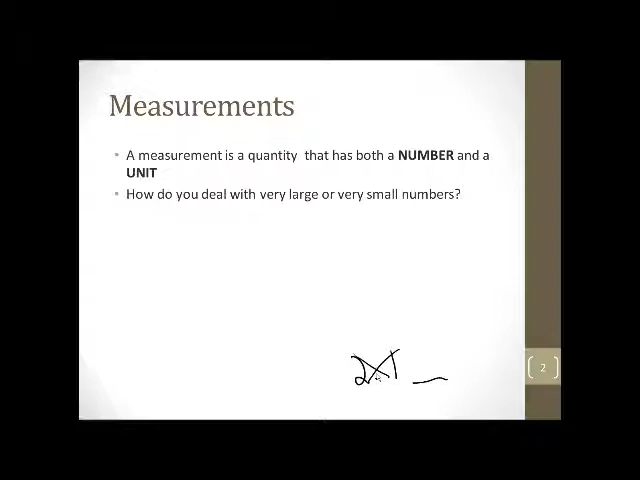 Measurements
• A measurement is a quantity that has both a NUMBER and a
UNIT
• How do you deal with very large or very small numbers?
2